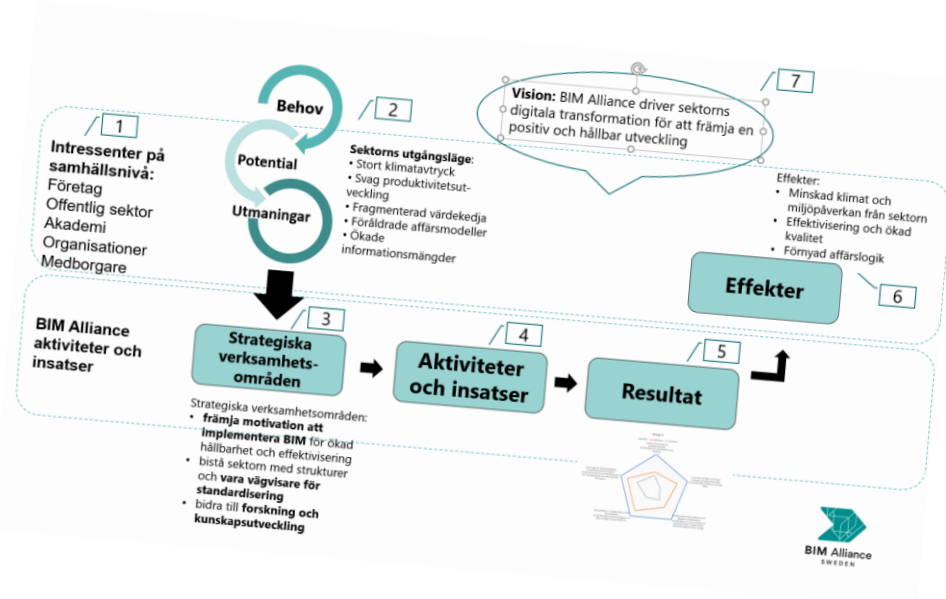 7
Vision: BIM Alliance driver sektorns
digitala transformation för att främja en
positiv och hållbar utveckling
1
Intressenter på
samhällsnivå:
Företag
Offentlig sektor
Akademi
Organisationer
Medborgare
Behov
Potential
Utmaningar
2
Sektorns utgångsläge:
• Stort klimatavtryck
• Svag produktivitetsut-
veckling
• Fragmenterad värdekedja
• Föråldrade affärsmodeller
• Ökade
informationsmängder
Effekter:
• Minskad klimat och
miljöpåverkan från sektorn
• Effektivisering och ökad
kvalitet
• Förnyad affärslogik
Effekter
6
BIM Alliance
aktiviteter och
insatser
3
Strategiska
verksamhets-
områden
4
Aktiviteter
och insatser
5
Resultat
Strategiska verksamhetsområden:
• främja motivation att
implementera BIM för ökad
hållbarhet och effektivisering
• bistå sektorn med strukturer
och vara vägvisare för
standardisering
• bidra till forskning och
kunskapsutveckling
BIM Alliance
SWEDEN